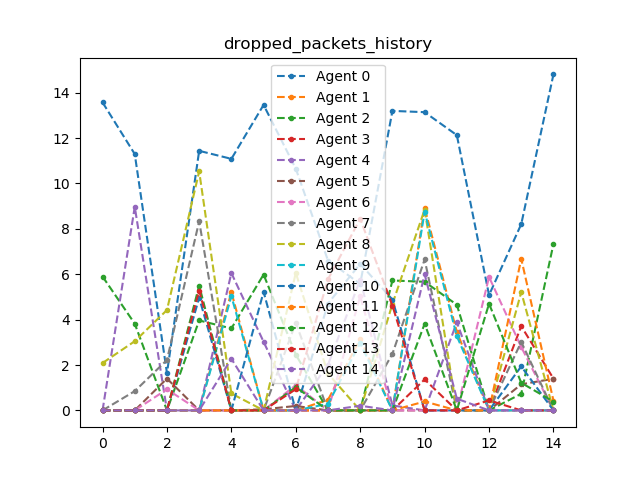 dropped_packets_history
14
12
10
8
6
4
2
0
Agent 0
Agent 1
Agent 2
Agent 3
Agent 4
Agent 5
Agent 6
Agent 7
Agent 8
Agent 9
Agent 10
Agent 11
Agent 12
Agent 13
Agent 14
0 2 4 6 8 10 12 14